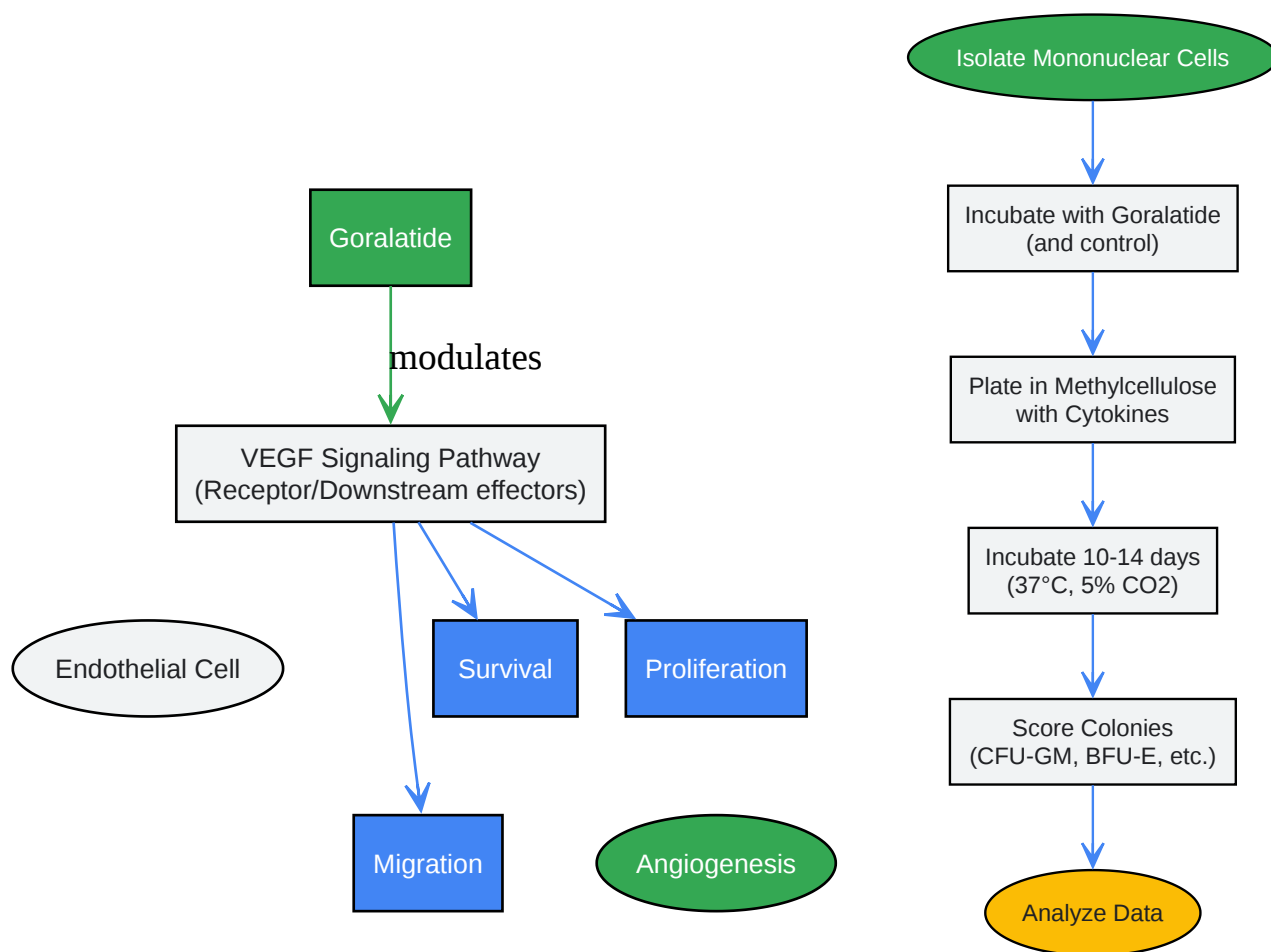 Goralatide
modulates
VEGF Signaling Pathway
(Receptor/Downstream effectors)
Endothelial Cell
Survival
Proliferation
Migration
Angiogenesis
Isolate Mononuclear Cells
Incubate with Goralatide
(and control)
Plate in Methylcellulose
with Cytokines
Incubate 10-14 days
(37°C, 5% CO2)
Score Colonies
(CFU-GM, BFU-E, etc.)
Analyze Data